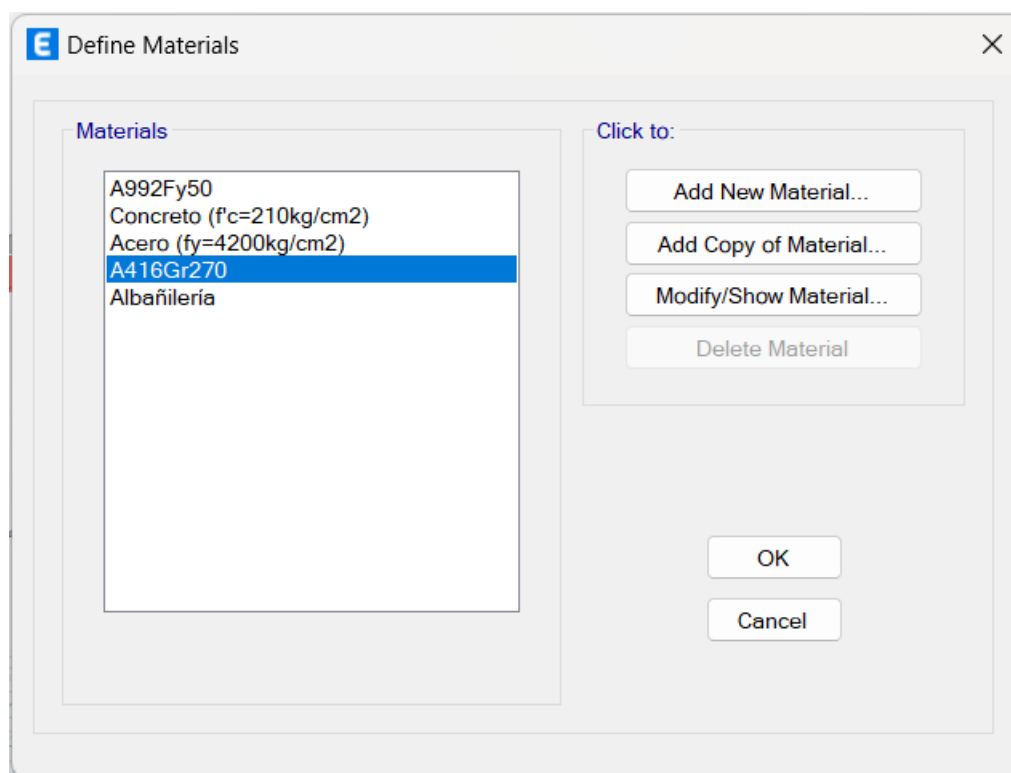 Define Materials
Materials
A992Fy50
Concreto (f'c=210kg/cm2)
Acero (fy=4200kg/cm2)
A416Gr270
Albañilería
Click to:
Add New Material...
Add Copy of Material...
Modify/Show Material...
Delete Material
OK
Cancel